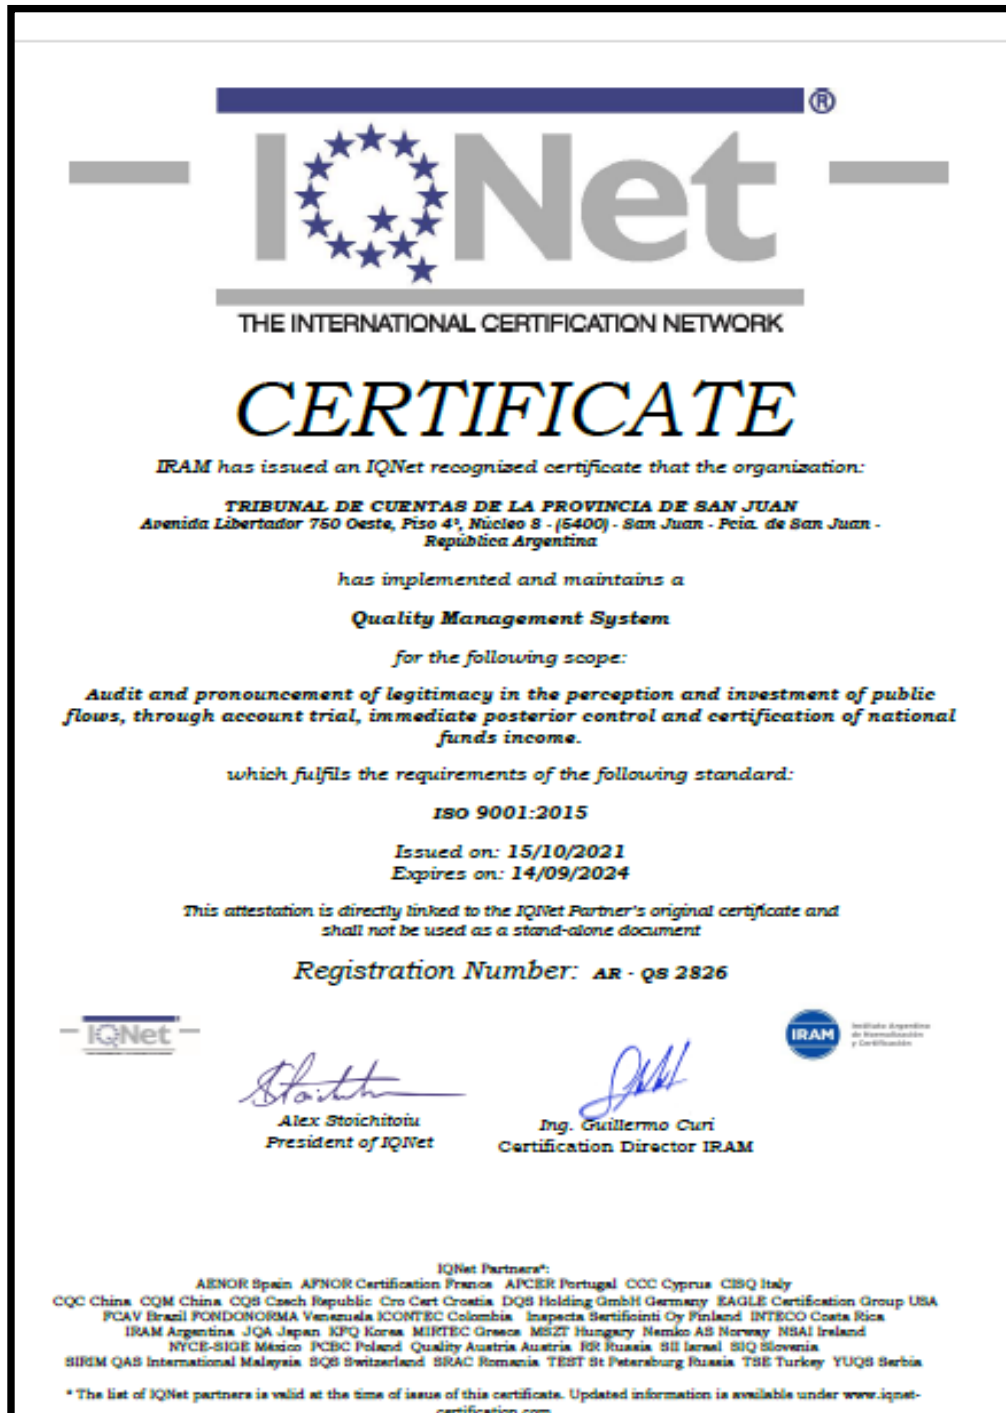 IQNet ®
THE INTERNATIONAL CERTIFICATION NETWORK
CERTIFICATE
IRAM has issued an IQNet recognized certificate that the organization:
TRIBUNAL DE CUENTAS DE LA PROVINCIA DE SAN JUAN
Avenida Libertador 750 Oeste, Piso 4º, Núcleo 8 - (5400) - San Juan - Pcia. de San Juan -
República Argentina
has implemented and maintains a
Quality Management System
for the following scope:
Audit and pronouncement of legitimacy in the perception and investment of public
flows, through account trial, immediate posterior control and certification of national
funds income.
which fulfils the requirements of the following standard:
ISO 9001:2015
Issued on: 15/10/2021
Expires on: 14/09/2024
This attestation is directly linked to the IQNet Partner's original certificate and
shall not be used as a stand-alone document
Registration Number: AR - QS 2826
IQNet
IRAM
Instituto Argentino
de Normalización
y Certificación
Alex Stoichitoiu
President of IQNet
Ing. Guillermo Curi
Certification Director IRAM
IQNet Partners*:
AENOR Spain AFNOR Certification France APCER Portugal CCC Cyprus CISQ Italy
CQC China CQM China CQS Czech Republic Cro Cert Croatia DQS Holding GmbH Germany EAGLE Certification Group USA
FCAV Brazil FONDONORMA Venezuela ICONTEC Colombia Inspecta Sertifiointi Oy Finland INTECO Costa Rica
IRAM Argentina JQA Japan KFQ Korea MIRTEC Greece MSZT Hungary Nemko AS Norway NSAI Ireland
NYCE-SIGE México PCBC Poland Quality Austria Austria RR Russia SII Israel SIQ Slovenia
SIRIM QAS International Malaysia SQS Switzerland SRAC Romania TEST St Petersburg Russia TSE Turkey YUQS Serbia
* The list of IQNet partners is valid at the time of issue of this certificate. Updated information is available under www.iqnet-
certification.com